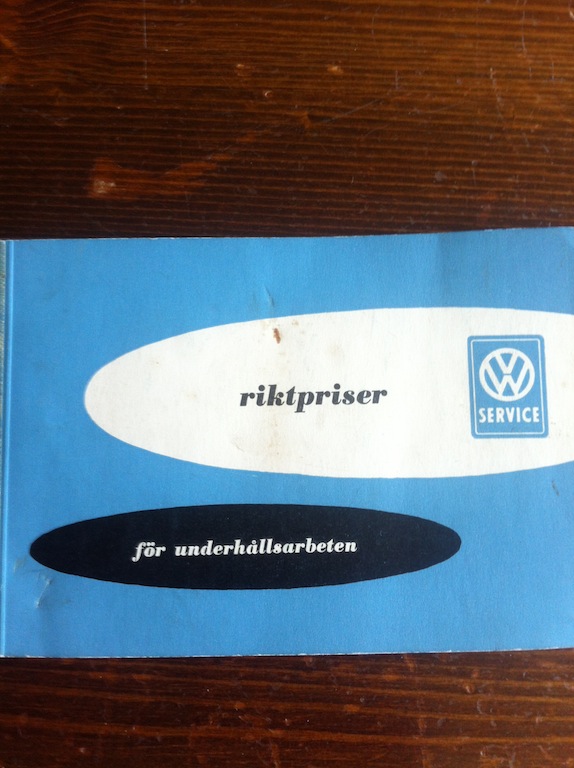 riktpriser
VW
SERVICE
för underhållsarbeten